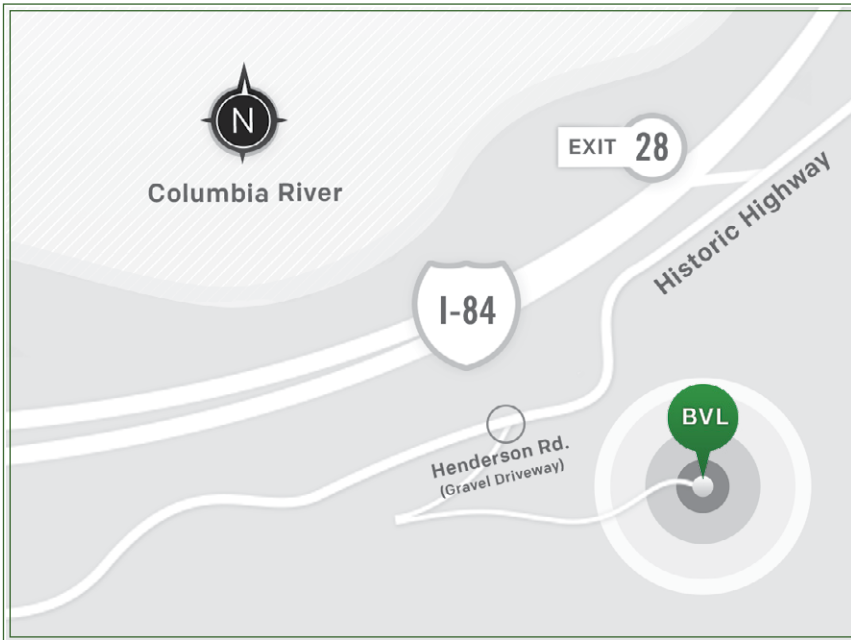 N
Columbia River
EXIT 28
Historic Highway
I-84
BVL
Henderson Rd.
(Gravel Driveway)